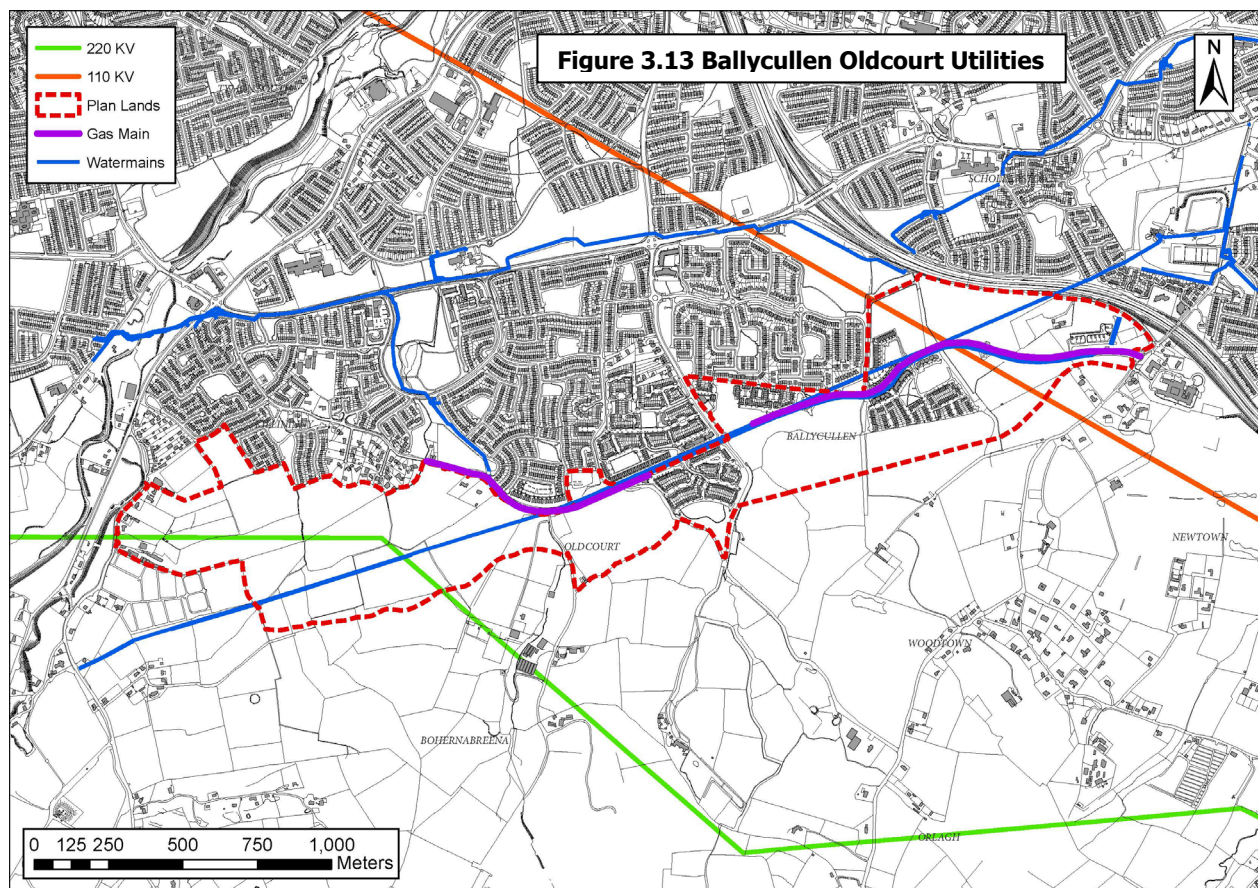 Figure 3.13 Ballycullen Oldcourt Utilities
N
220 KV
110 KV
Plan Lands
Gas Main
Watermains
BALLYCULLEN
OLDCOURT
NEWTOWN
WOODTOWN
BOHERNABREENA
ORLAGH
0 125 250 500 750 1,000
Meters